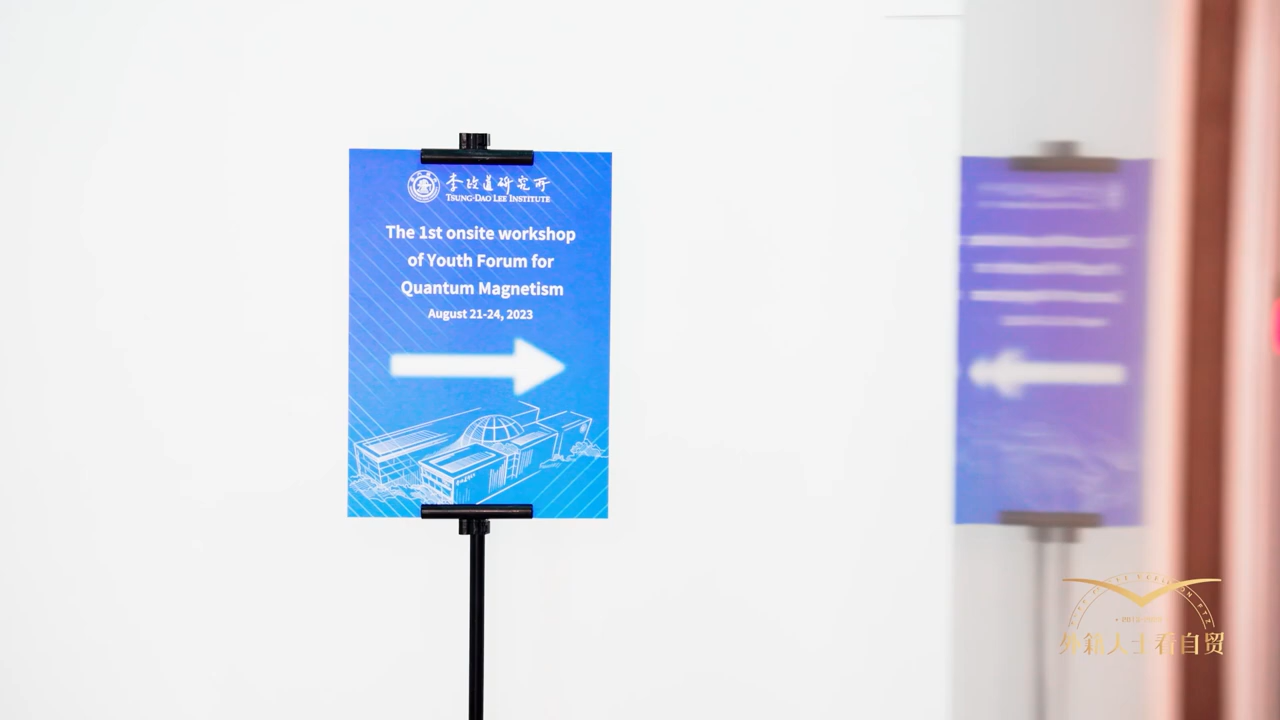 李政道研究所
TSUNG-DAO LEE INSTITUTE
The 1st onsite workshop
of Youth Forum for
Quantum Magnetism
August 21-24, 2023
外籍人士看自贸